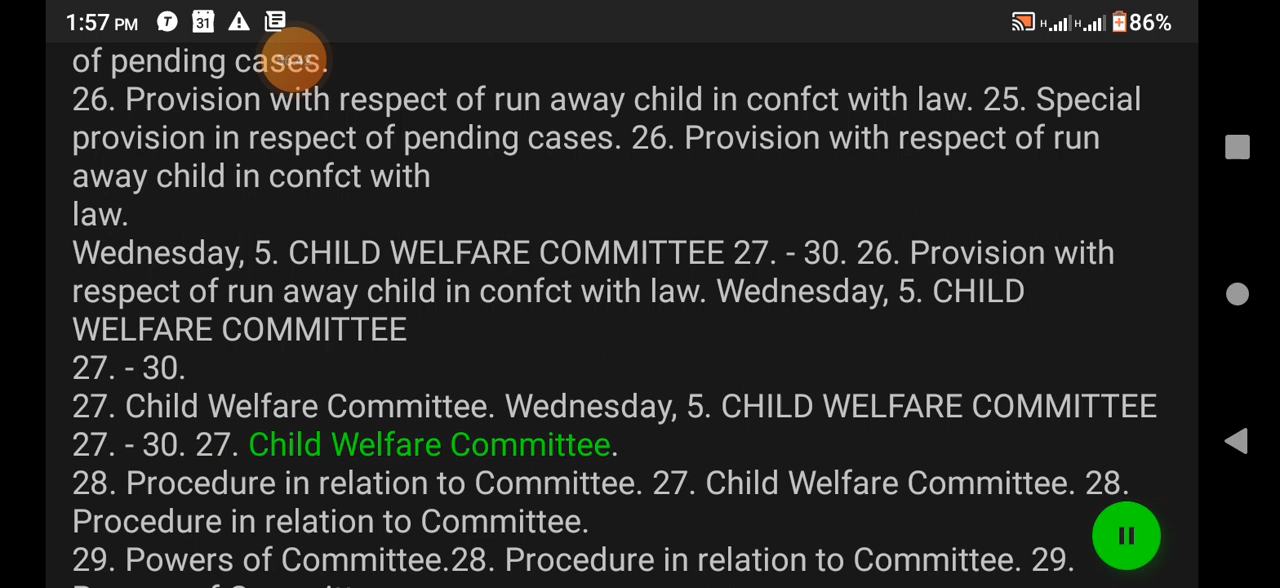 1:57 PM T 31 H H 86%
of pending cases.
26. Provision with respect of run away child in confct with law. 25. Special
provision in respect of pending cases. 26. Provision with respect of run
away child in confct with
law.
Wednesday, 5. CHILD WELFARE COMMITTEE 27. - 30. 26. Provision with
respect of run away child in confct with law. Wednesday, 5. CHILD
WELFARE COMMITTEE
27. - 30.
27. Child Welfare Committee. Wednesday, 5. CHILD WELFARE COMMITTEE
27. - 30. 27. Child Welfare Committee.
28. Procedure in relation to Committee. 27. Child Welfare Committee. 28.
Procedure in relation to Committee.
29. Powers of Committee.28. Procedure in relation to Committee. 29.